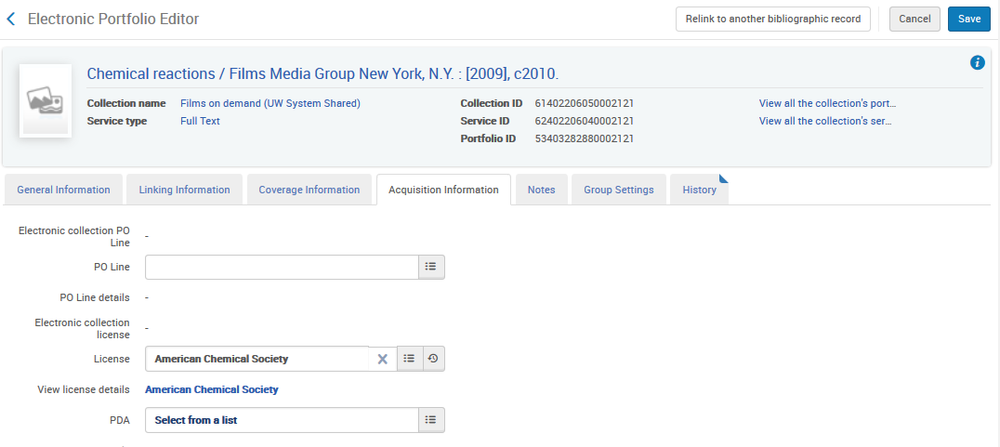 Electronic Portfolio Editor
Relink to another bibliographic record
Cancel
Save
Chemical reactions / Films Media Group New York, N.Y. : [2009], c2010.
Collection name Films on demand (UW System Shared)
Collection ID 61402206050002121
View all the collection's port...
Service type Full Text
Service ID 62402206040002121
View all the collection's ser...
Portfolio ID 53403282880002121
General Information Linking Information Coverage Information Acquisition Information Notes Group Settings History
Electronic collection PO
Line
-
PO Line
PO Line details -
Electronic collection
license
-
License American Chemical Society
View license details American Chemical Society
PDA Select from a list